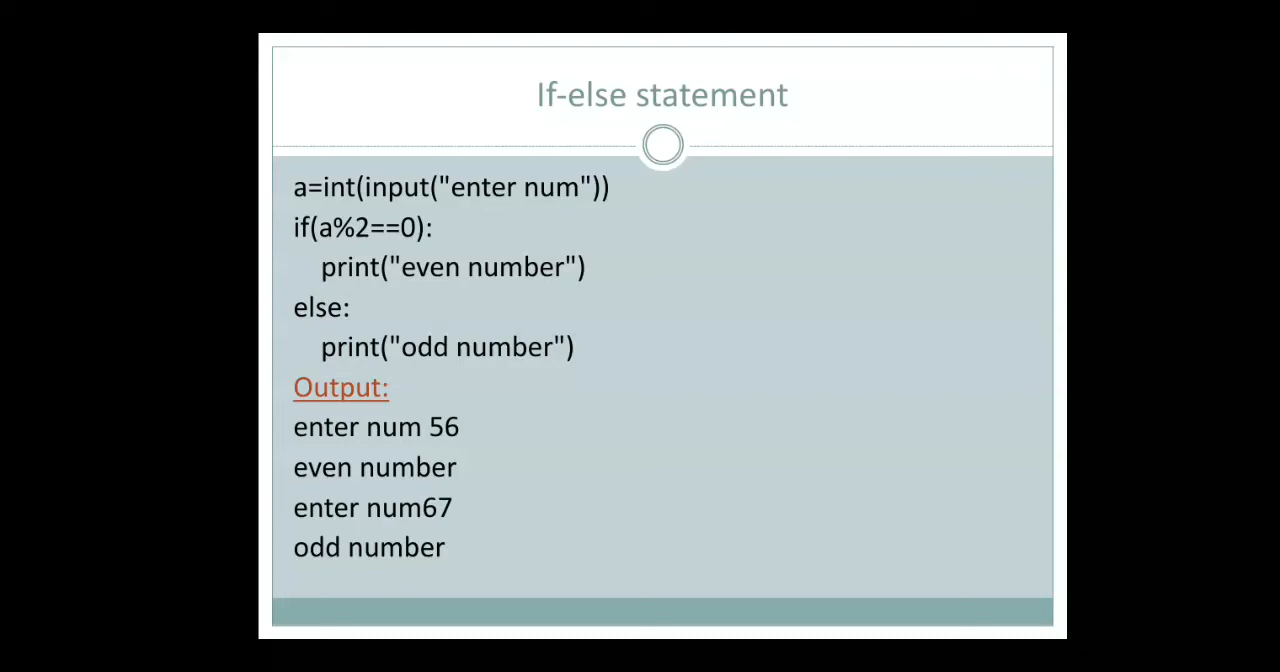 If-else statement
a=int(input("enter num"))
if(a%2==0):
    print("even number")
else:
    print("odd number")
Output:
enter num 56
even number
enter num67
odd number